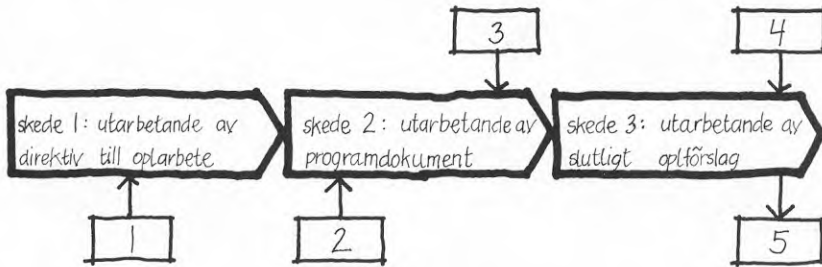 3
4
skede 1: utarbetande av
direktiv till oplarbete
skede 2: utarbetande av
programdokument
skede 3: utarbetande av
slutligt oplförslag
1
2
5